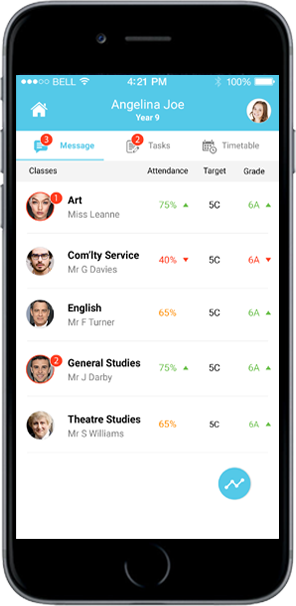 BELL 4:21 PM 100%
Angelina Joe
Year 9
3 Message 2 Tasks Timetable
Classes Attendance Target Grade
1 Art 75% 5C 6A
Miss Leanne
Com'lty Service 40% 5C 6A
Mr G Davies
English 65% 5C 6A
Mr F Turner
2 General Studies 75% 5C 6A
Mr J Darby
Theatre Studies 65% 5C 6A
Mr S Williams